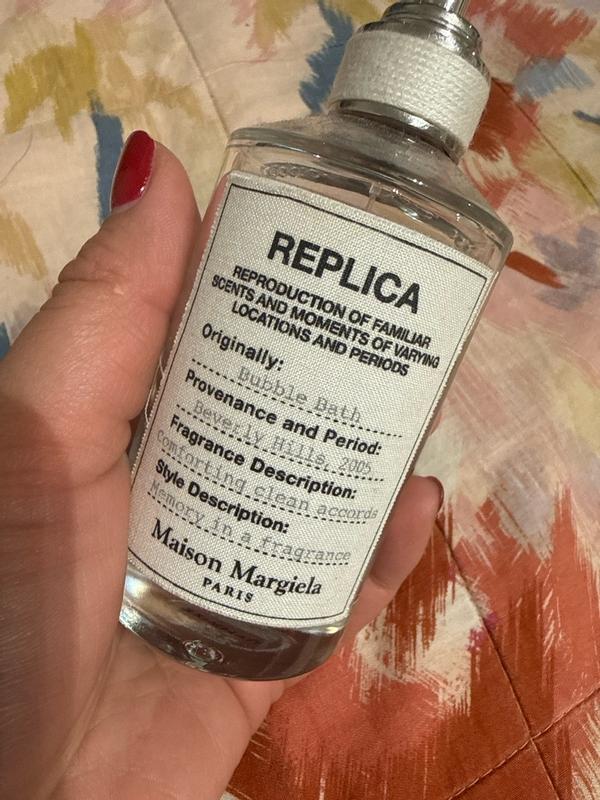 REPLICA
REPRODUCTION OF FAMILIAR
SCENTS AND MOMENTS OF VARYING
LOCATIONS AND PERIODS
Originally:
Bubble Bath
Provenance and Period:
Beverly Hills, 2005
Fragrance Description:
Comforting clean accords
Style Description:
Memory in a fragrance
Maison Margiela
PARIS